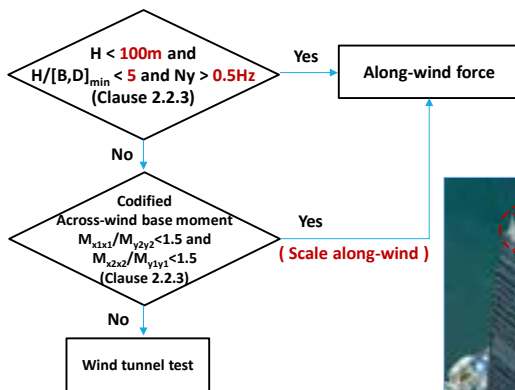 H < 100m and
H/[B,D]min < 5 and Ny > 0.5Hz
(Clause 2.2.3)
Yes
Along-wind force
No
Codified
Across-wind base moment
Mx1x1/My2y2<1.5 and
Mx2x2/My1y1<1.5
(Clause 2.2.3)
Yes
( Scale along-wind )
No
Wind tunnel test